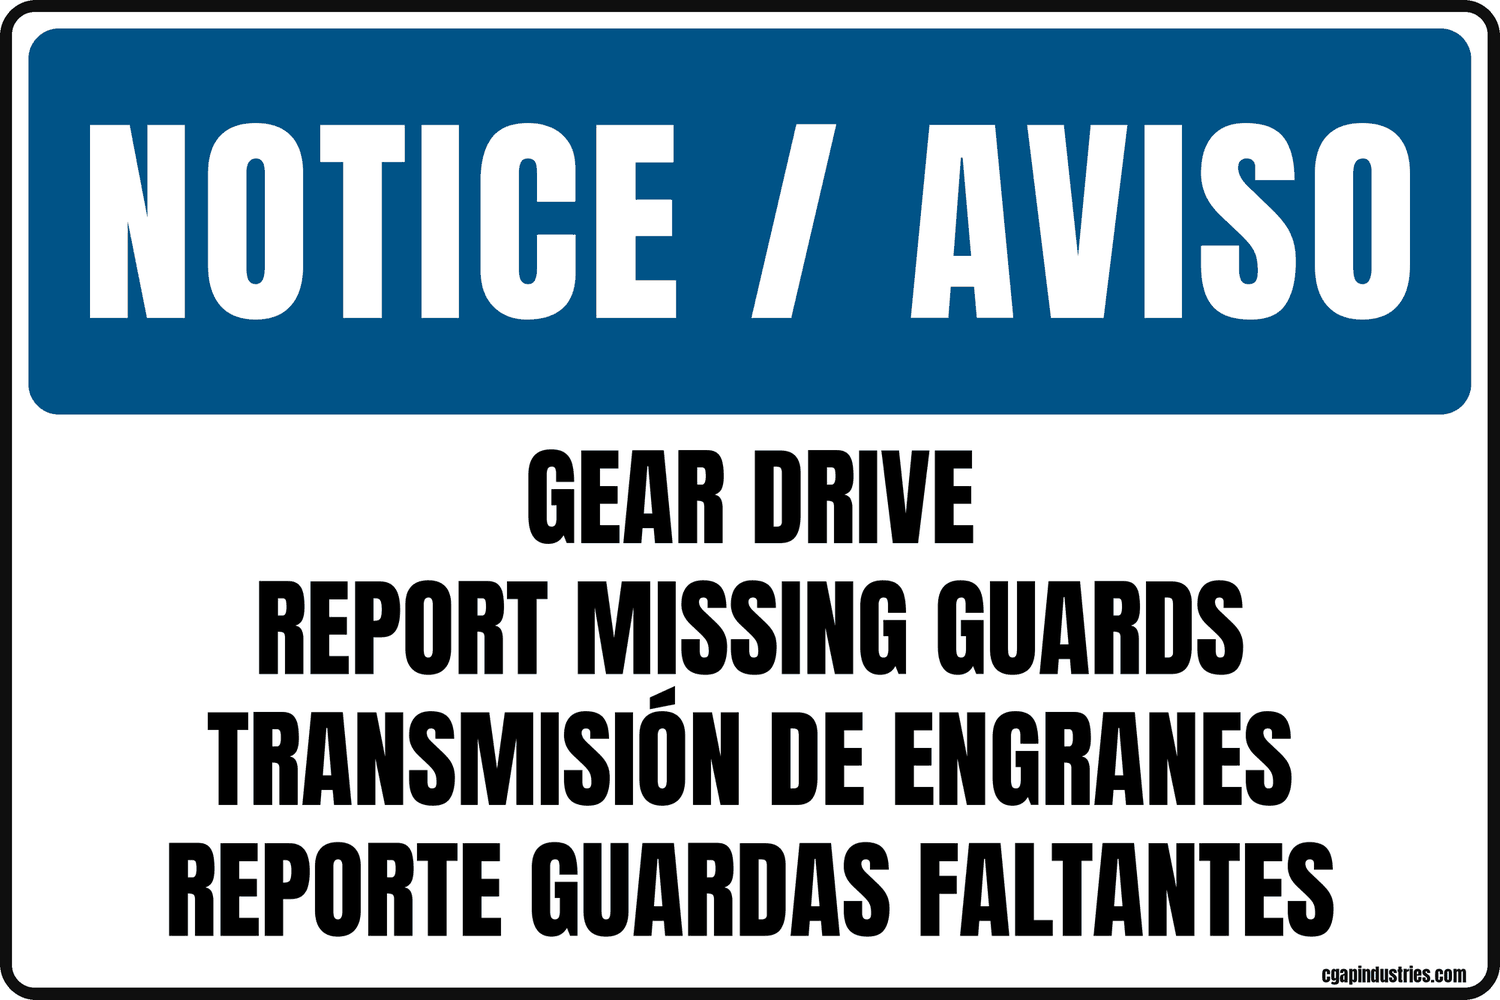 NOTICE / AVISO
GEAR DRIVE
REPORT MISSING GUARDS
TRANSMISIÓN DE ENGRANES
REPORTE GUARDAS FALTANTES
cgapindustries.com